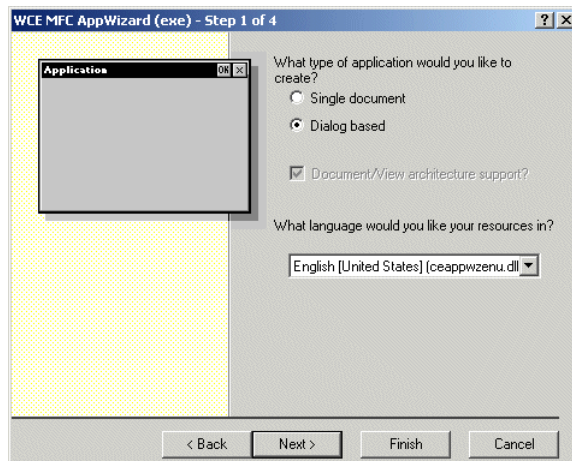 WCE MFC AppWizard (exe) - Step 1 of 4
Application
OK
What type of application would you like to
create?
Single document
Dialog based
Document/View architecture support?
What language would you like your resources in?
English [United States] (ceappwzenu.dll
< Back
Next >
Finish
Cancel